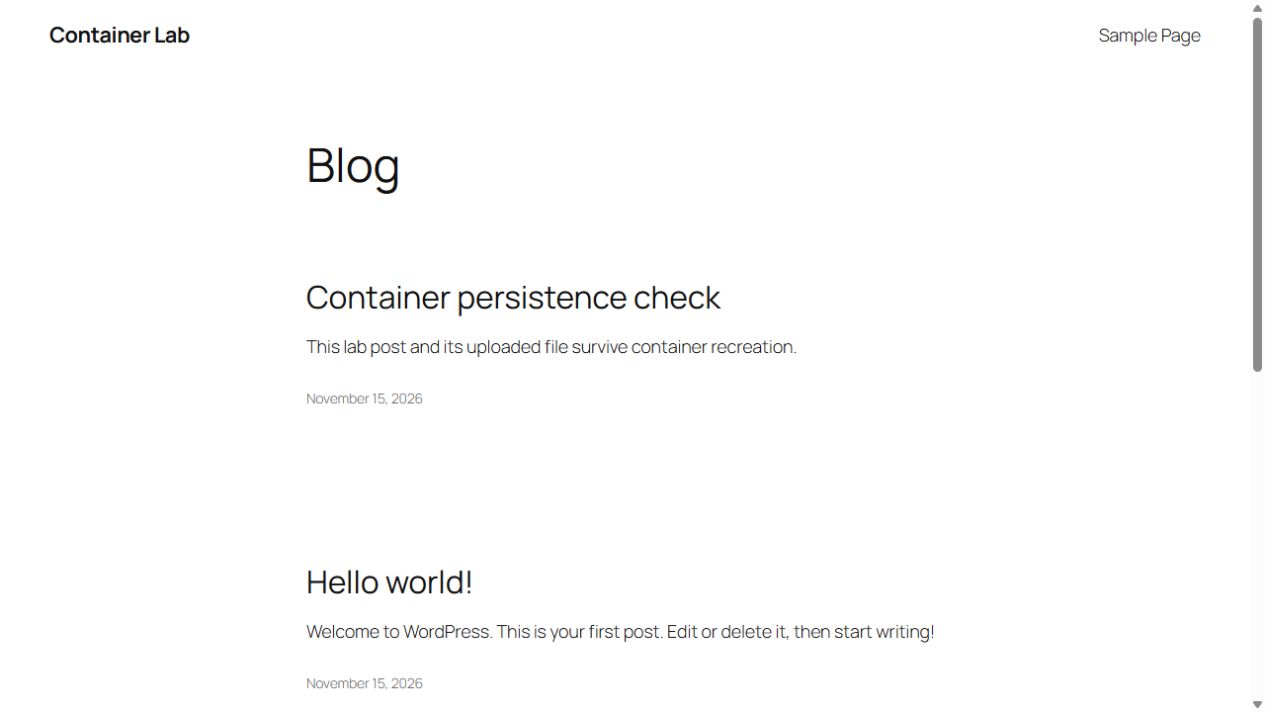 Container Lab
Sample Page
Blog
Container persistence check
This lab post and its uploaded file survive container recreation.
November 15, 2026
Hello world!
Welcome to WordPress. This is your first post. Edit or delete it, then start writing!
November 15, 2026